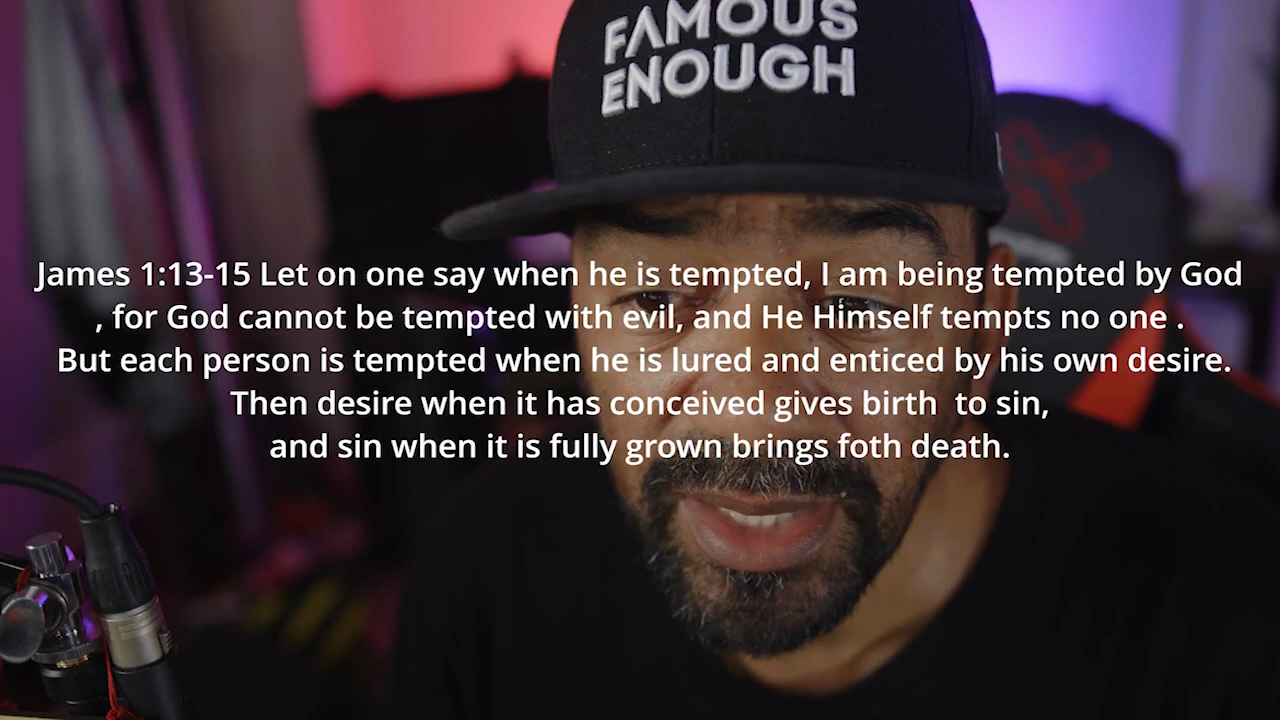 FAMOUS
ENOUGH
James 1:13-15 Let on one say when he is tempted, I am being tempted by God
, for God cannot be tempted with evil, and He Himself tempts no one .
But each person is tempted when he is lured and enticed by his own desire.
Then desire when it has conceived gives birth  to sin,
and sin when it is fully grown brings foth death.